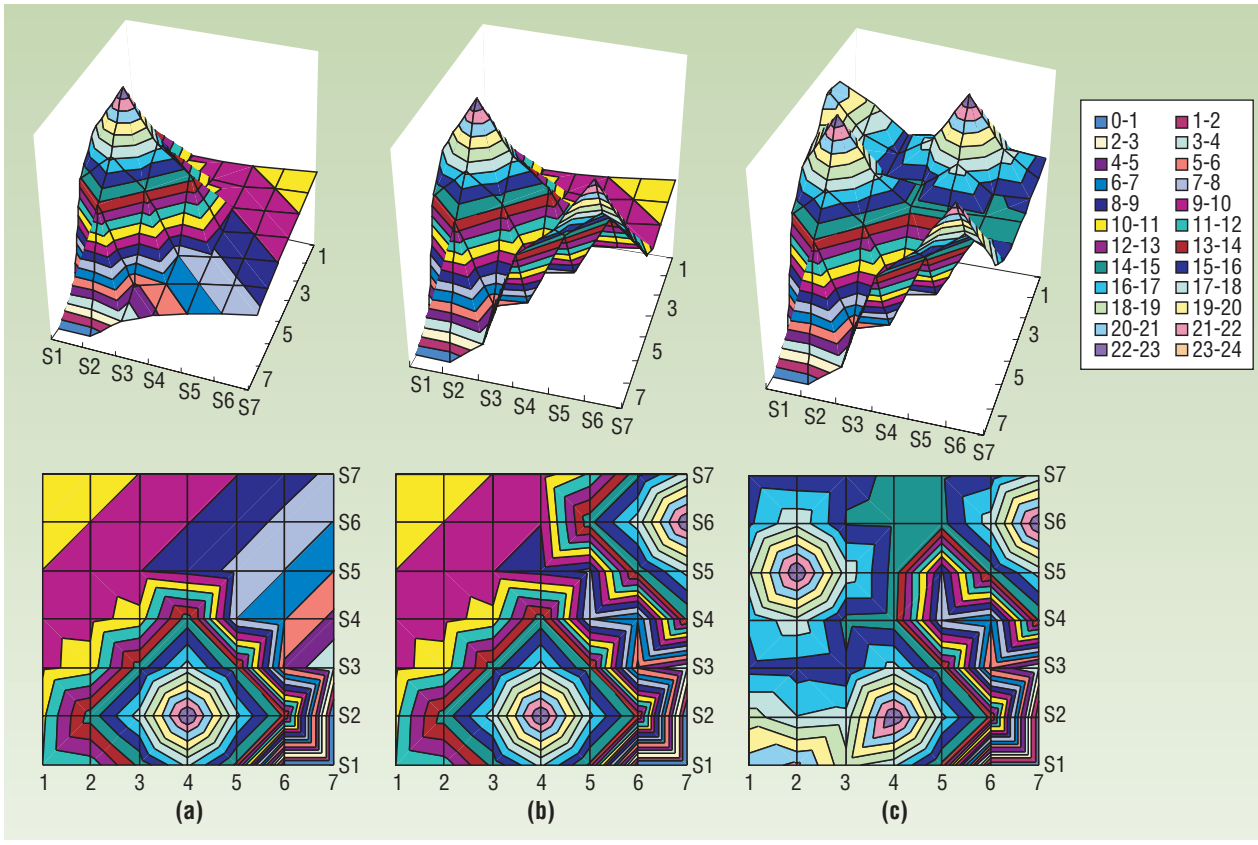 1
3
5
7
S1 S2 S3 S4 S5 S6 S7
1
3
5
7
S1 S2 S3 S4 S5 S6 S7
1
3
5
7
S1 S2 S3 S4 S5 S6 S7
0-1 1-2
2-3 3-4
4-5 5-6
6-7 7-8
8-9 9-10
10-11 11-12
12-13 13-14
14-15 15-16
16-17 17-18
18-19 19-20
20-21 21-22
22-23 23-24
S7
S6
S5
S4
S3
S2
S1
1 2 3 4 5 6 7
(a)
S7
S6
S5
S4
S3
S2
S1
1 2 3 4 5 6 7
(b)
S7
S6
S5
S4
S3
S2
S1
1 2 3 4 5 6 7
(c)